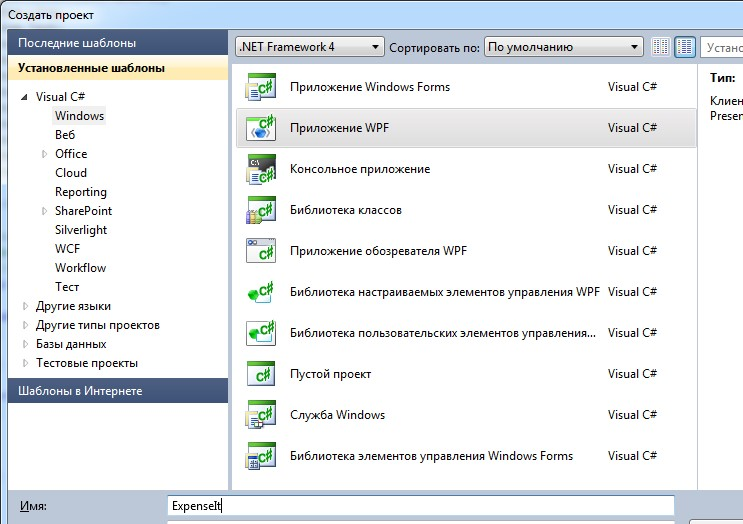 Создать проект
Последние шаблоны
Установленные шаблоны
Visual C#
Windows
Веб
Office
Cloud
Reporting
SharePoint
Silverlight
WCF
Workflow
Тест
Другие языки
Другие типы проектов
Базы данных
Тестовые проекты
Шаблоны в Интернете
.NET Framework 4 Сортировать по: По умолчанию Устано
Приложение Windows Forms Visual C#
Приложение WPF Visual C#
Консольное приложение Visual C#
Библиотека классов Visual C#
Приложение обозревателя WPF Visual C#
Библиотека настраиваемых элементов управления WPF Visual C#
Библиотека пользовательских элементов управления... Visual C#
Пустой проект Visual C#
Служба Windows Visual C#
Библиотека элементов управления Windows Forms Visual C#
Тип:
Клиен
Presen
Имя: ExpenseIt